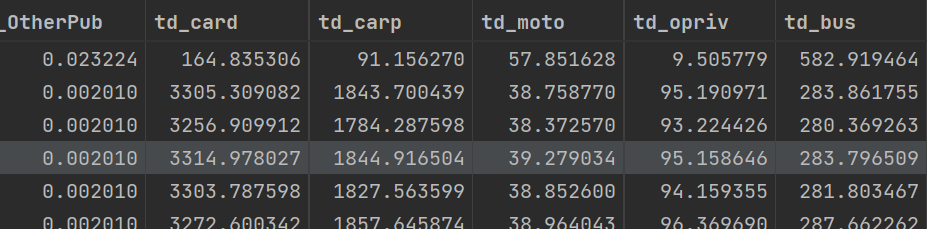 _OtherPub td_card td_carp td_moto td_opriv td_bus
0.023224 164.835306 91.156270 57.851628 9.505779 582.919464
0.002010 3305.309082 1843.700439 38.758770 95.190971 283.861755
0.002010 3256.909912 1784.287598 38.372570 93.224426 280.369263
0.002010 3314.978027 1844.916504 39.279034 95.158646 283.796509
0.002010 3303.787598 1827.563599 38.852600 94.159355 281.803467
0.002010 3272.600342 1857.645874 38.964043 96.369690 287.662262